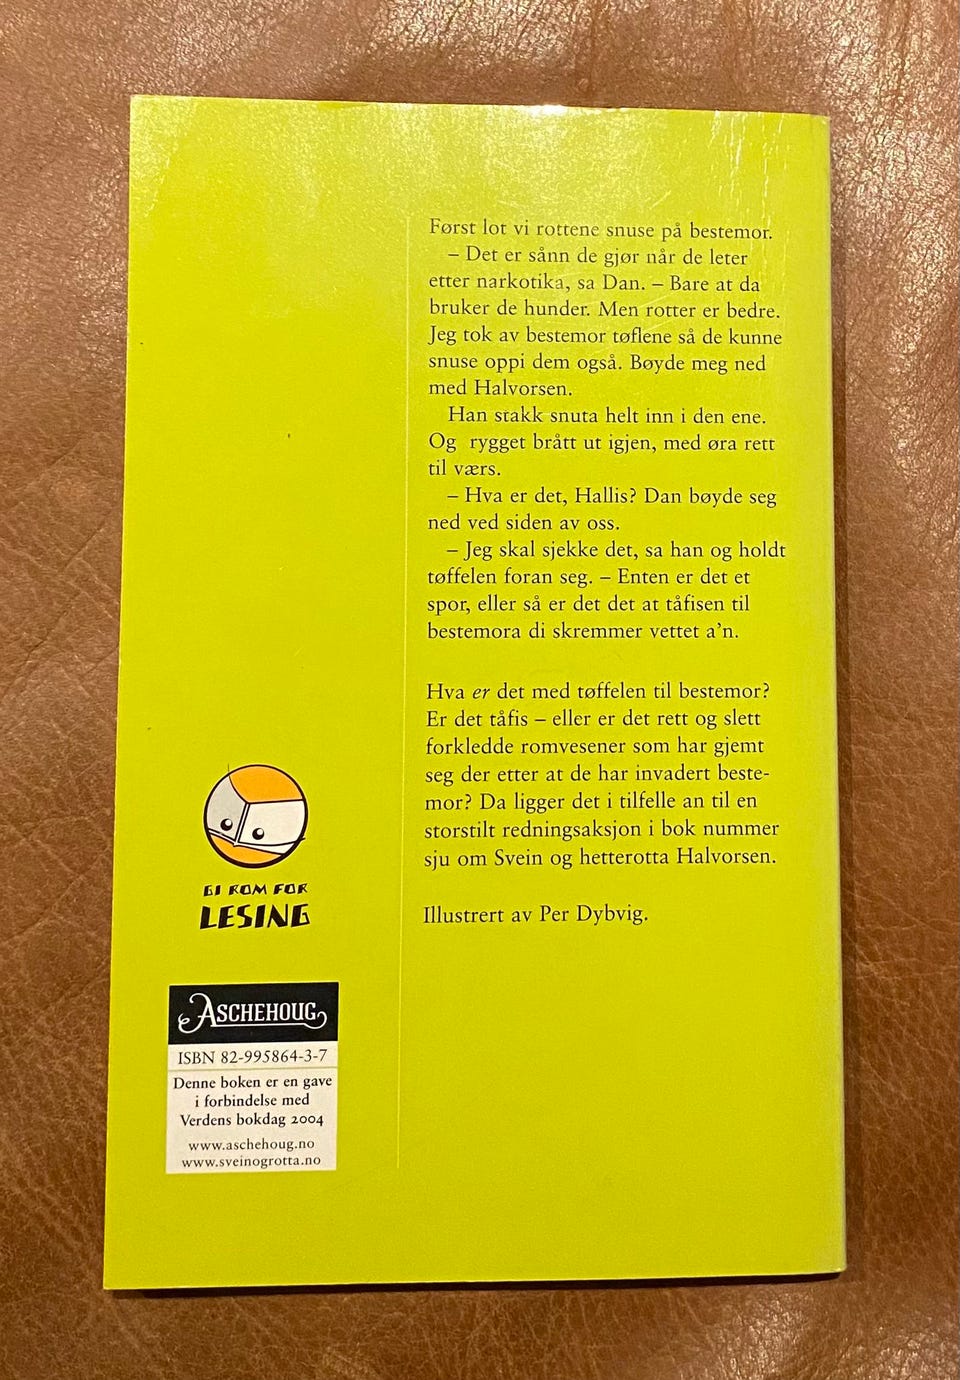 Først lot vi rottene snuse på bestemor.
– Det er sånn de gjør når de leter
etter narkotika, sa Dan. – Bare at da
bruker de hunder. Men rotter er bedre.
Jeg tok av bestemor tøflene så de kunne
snuse oppi dem også. Bøyde meg ned
med Halvorsen.
Han stakk snuta helt inn i den ene.
Og rygget brått ut igjen, med øra rett
til værs.
– Hva er det, Hallis? Dan bøyde seg
ned ved siden av oss.
– Jeg skal sjekke det, sa han og holdt
tøffelen foran seg. – Enten er det et
spor, eller så er det det at tåfisen til
bestemora di skremmer vettet a’n.
Hva er det med tøffelen til bestemor?
Er det tåfis – eller er det rett og slett
forkledde romvesener som har gjemt
seg der etter at de har invadert beste-
mor? Da ligger det i tilfelle an til en
storstilt redningsaksjon i bok nummer
sju om Svein og hetterotta Halvorsen.
Illustrert av Per Dybvig.
GI ROM FOR
LESING
ASCHEHOUG
ISBN 82-995864-3-7
Denne boken er en gave
i forbindelse med
Verdens bokdag 2004
www.aschehoug.no
www.sveinogrotta.no